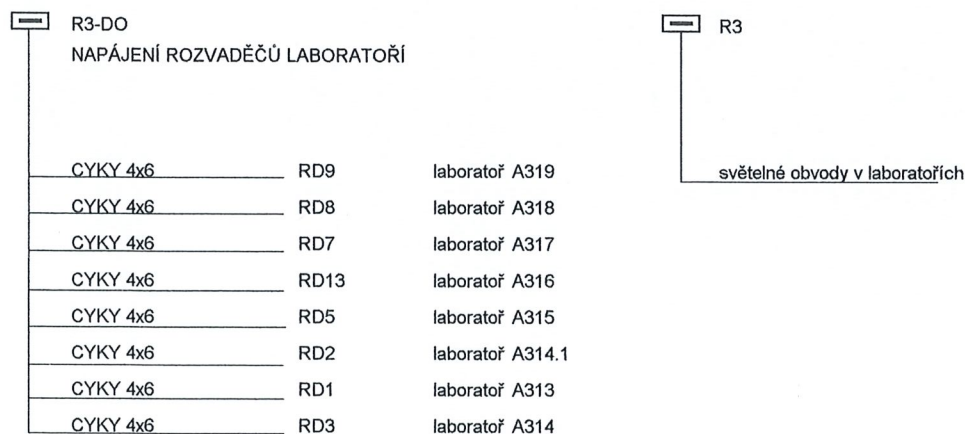 R3-DO
NAPÁJENÍ ROZVADĚČŮ LABORATOŘÍ
CYKY 4x6 RD9 laboratoř A319
CYKY 4x6 RD8 laboratoř A318
CYKY 4x6 RD7 laboratoř A317
CYKY 4x6 RD13 laboratoř A316
CYKY 4x6 RD5 laboratoř A315
CYKY 4x6 RD2 laboratoř A314.1
CYKY 4x6 RD1 laboratoř A313
CYKY 4x6 RD3 laboratoř A314
R3
světelné obvody v laboratořích